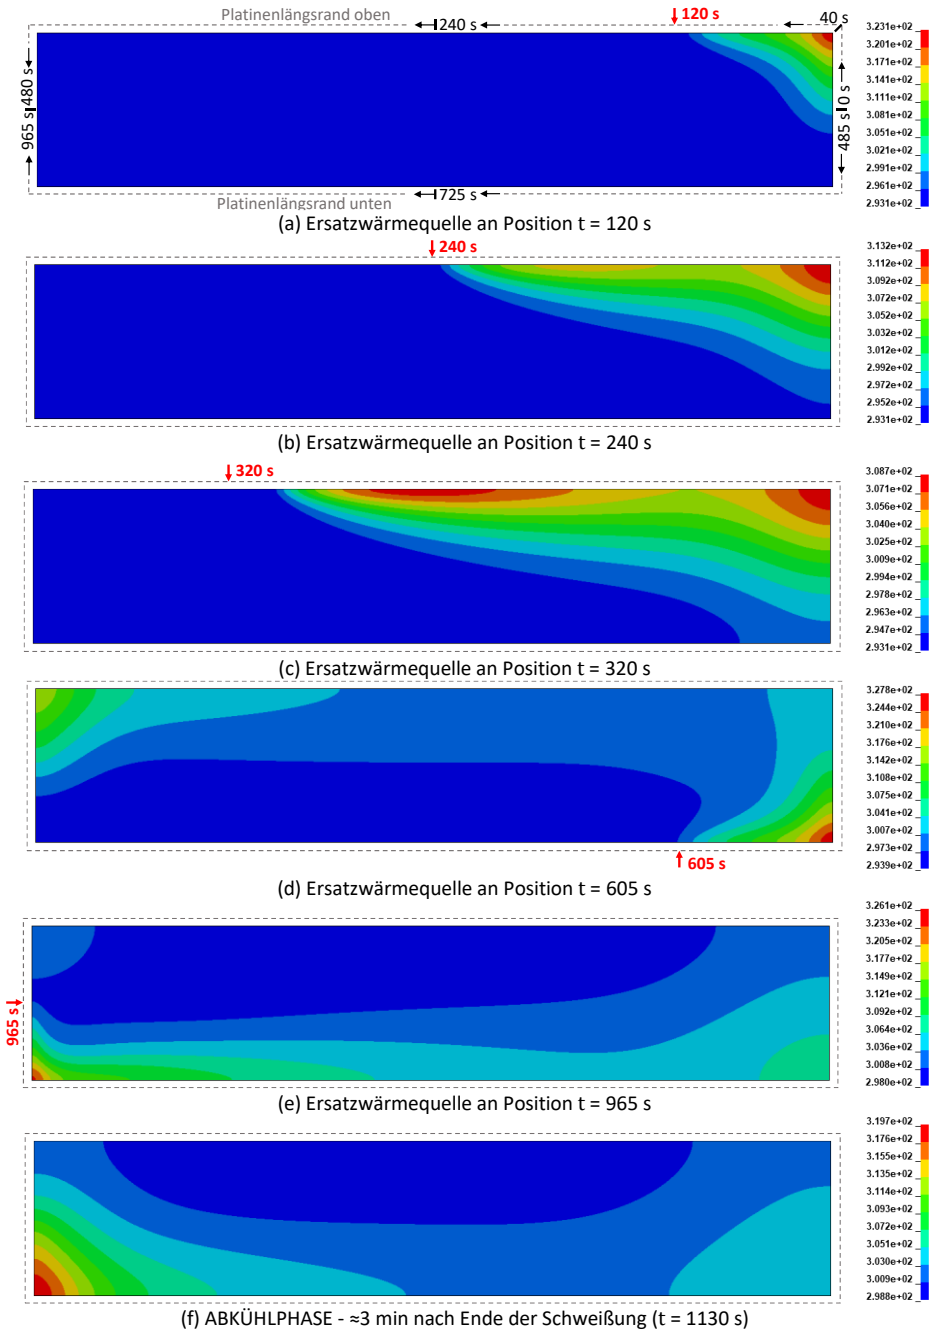 Platinenlängsrand oben
240 s
120 s
40 s
480 s
965 s
0 s
485 s
725 s
Platinenlängsrand unten
3.231e+02
3.201e+02
3.171e+02
3.141e+02
3.111e+02
3.081e+02
3.051e+02
3.021e+02
2.991e+02
2.961e+02
2.931e+02
(a) Ersatzwärmequelle an Position t = 120 s
240 s
3.132e+02
3.112e+02
3.092e+02
3.072e+02
3.052e+02
3.032e+02
3.012e+02
2.992e+02
2.972e+02
2.952e+02
2.931e+02
(b) Ersatzwärmequelle an Position t = 240 s
320 s
3.087e+02
3.071e+02
3.056e+02
3.040e+02
3.025e+02
3.009e+02
2.994e+02
2.978e+02
2.963e+02
2.947e+02
2.931e+02
(c) Ersatzwärmequelle an Position t = 320 s
3.278e+02
3.244e+02
3.210e+02
3.176e+02
3.142e+02
3.108e+02
3.075e+02
3.041e+02
3.007e+02
2.973e+02
2.939e+02
605 s
(d) Ersatzwärmequelle an Position t = 605 s
965 s
3.261e+02
3.233e+02
3.205e+02
3.177e+02
3.149e+02
3.121e+02
3.092e+02
3.064e+02
3.036e+02
3.008e+02
2.980e+02
(e) Ersatzwärmequelle an Position t = 965 s
3.197e+02
3.176e+02
3.155e+02
3.135e+02
3.114e+02
3.093e+02
3.072e+02
3.051e+02
3.030e+02
3.009e+02
2.988e+02
(f) ABKÜHLPHASE - ≈3 min nach Ende der Schweißung (t = 1130 s)